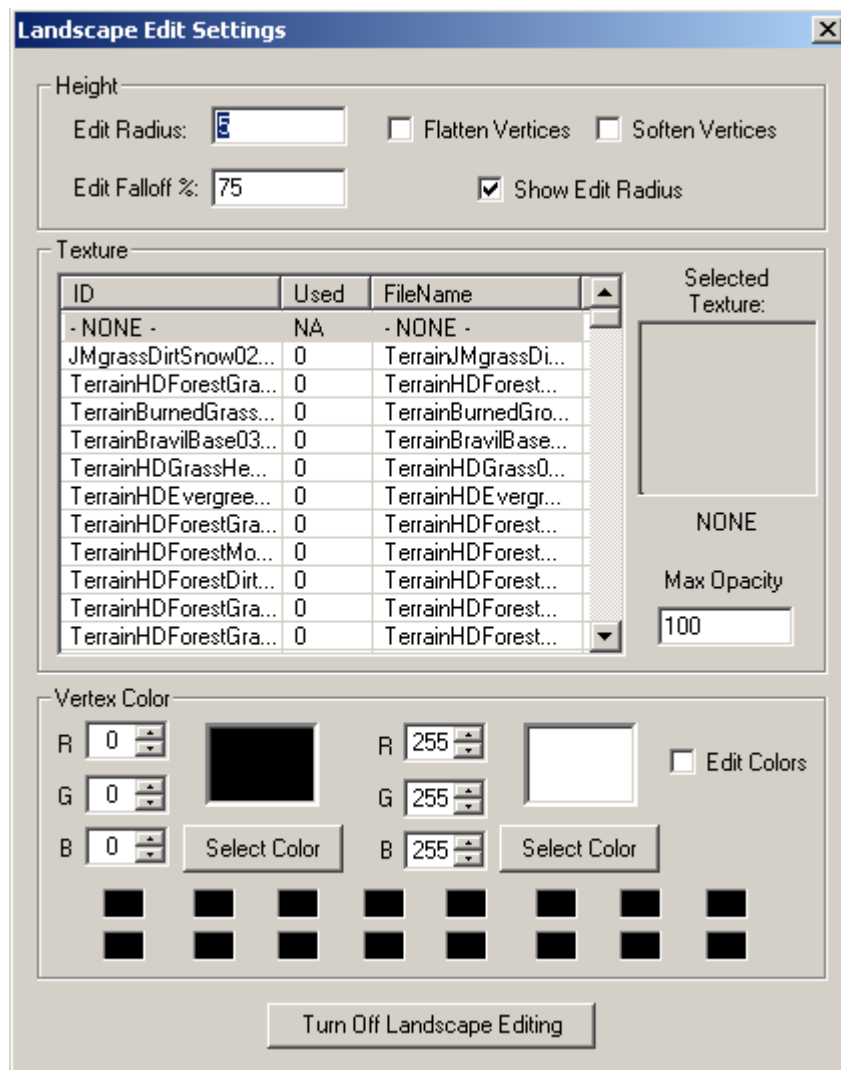 Landscape Edit Settings
Height
Edit Radius: 5 Flatten Vertices Soften Vertices
Edit Falloff %: 75 Show Edit Radius
Texture
ID Used FileName
- NONE - NA - NONE -
JMgrassDirtSnow02... 0 TerrainJMgrassDi...
TerrainHDForestGra... 0 TerrainHDForest...
TerrainBurnedGrass... 0 TerrainBurnedGro...
TerrainBravilBase03... 0 TerrainBravilBase...
TerrainHDGrassHe... 0 TerrainHDGrass0...
TerrainHDEvergree... 0 TerrainHDEvergr...
TerrainHDForestGra... 0 TerrainHDForest...
TerrainHDForestMo... 0 TerrainHDForest...
TerrainHDForestDirt... 0 TerrainHDForest...
TerrainHDForestGra... 0 TerrainHDForest...
TerrainHDForestGra... 0 TerrainHDForest...
Selected
Texture:
NONE
Max Opacity
100
Vertex Color
R 0 R 255 Edit Colors
G 0 G 255
B 0 Select Color B 255 Select Color
Turn Off Landscape Editing